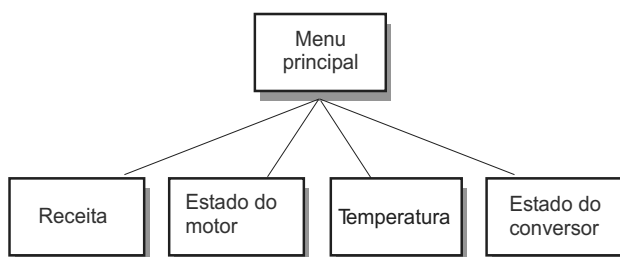 Menu
principal
Receita
Estado do
motor
Temperatura
Estado do
conversor